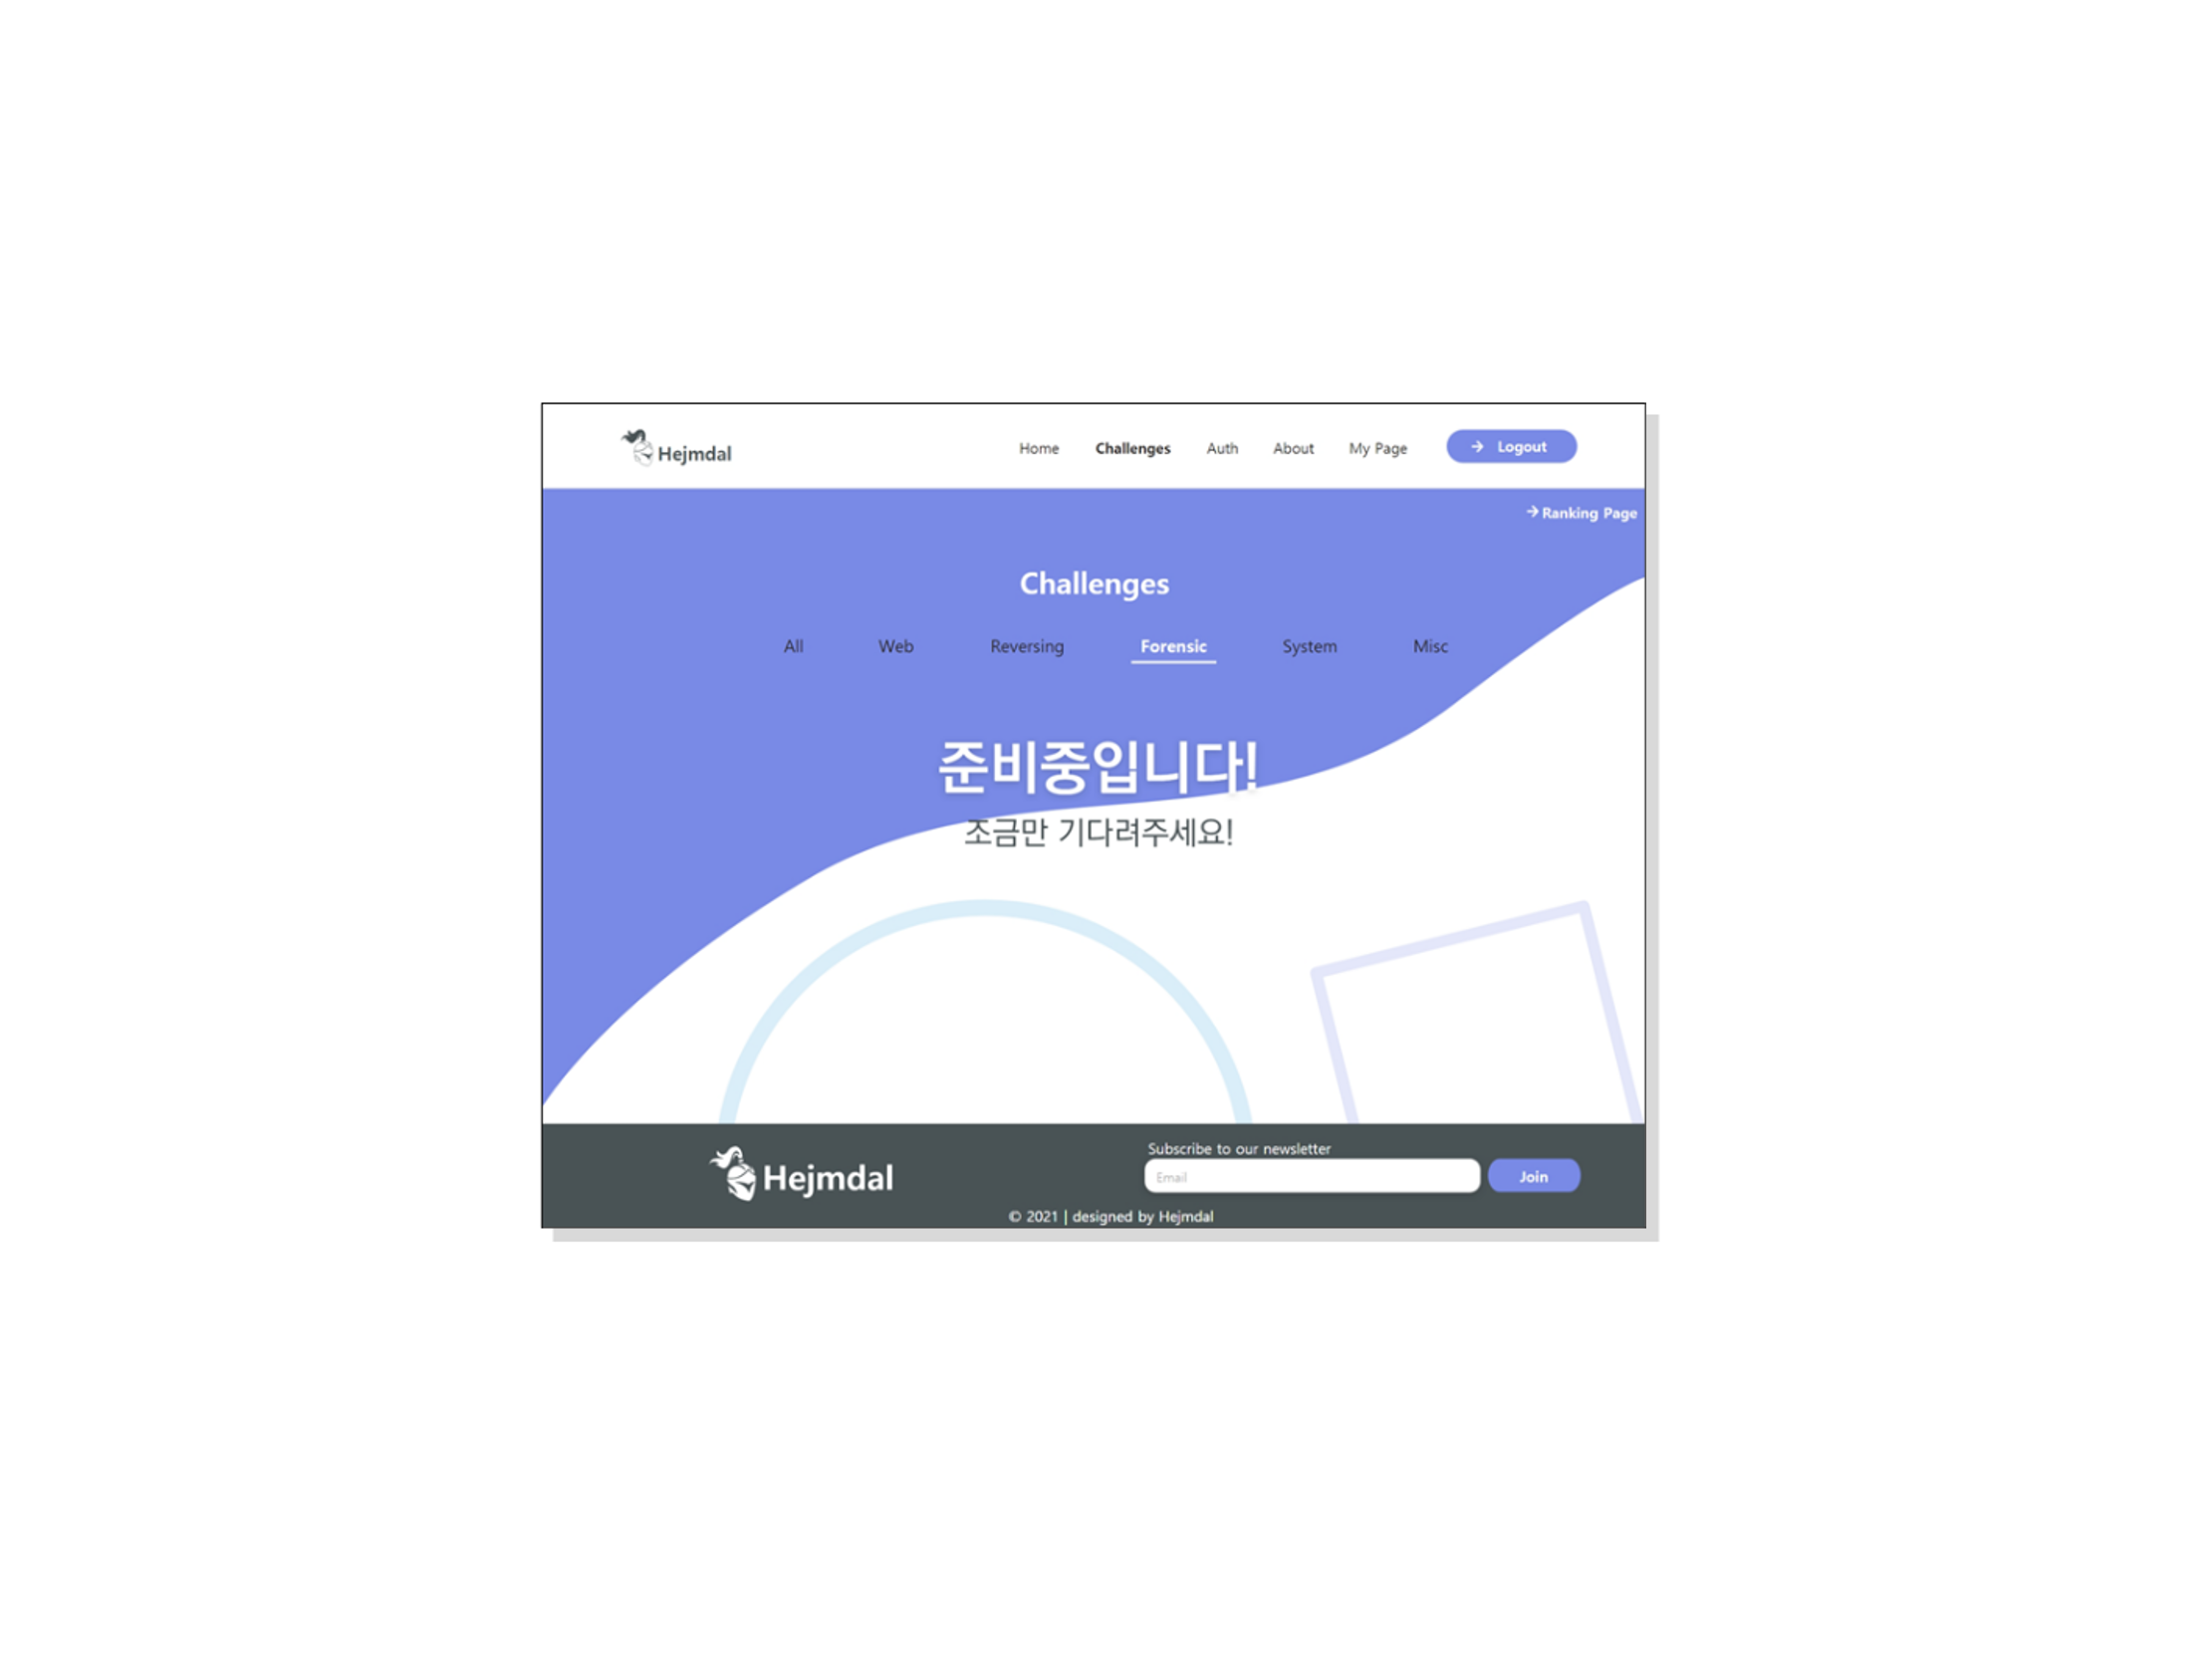 Hejmdal
Home Challenges Auth About My Page → Logout
→ Ranking Page
Challenges
All Web Reversing Forensic System Misc
준비중입니다!
조금만 기다려주세요!
Hejmdal
Subscribe to our newsletter
Email
Join
© 2021 | designed by Hejmdal